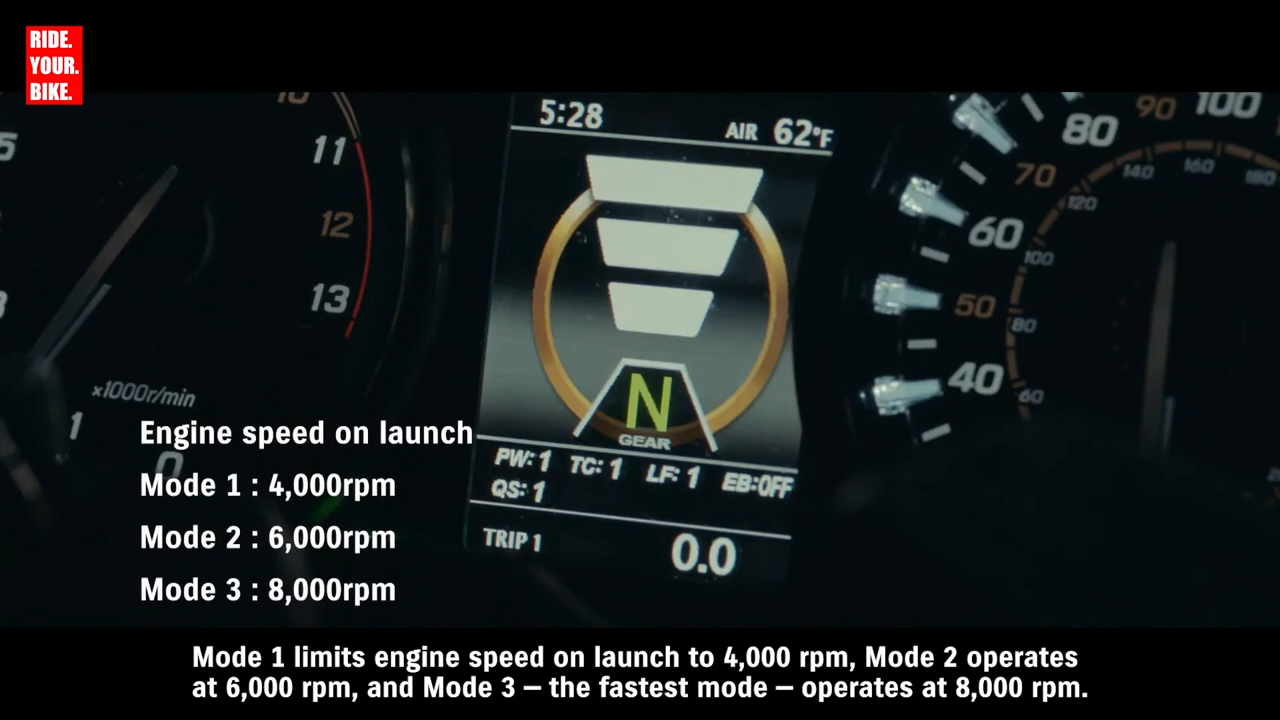 RIDE.
YOUR.
BIKE.
5:28
AIR 62°F
10
11
12
13
x1000r/min
1
0
N
GEAR
PW:1 TC:1 LF:1 EB:OFF
QS:1
TRIP 1 0.0
100
90
80
70
60
50
40
180
160
140
120
100
80
60
Engine speed on launch
Mode 1 : 4,000rpm
Mode 2 : 6,000rpm
Mode 3 : 8,000rpm
Mode 1 limits engine speed on launch to 4,000 rpm, Mode 2 operates
at 6,000 rpm, and Mode 3 – the fastest mode – operates at 8,000 rpm.